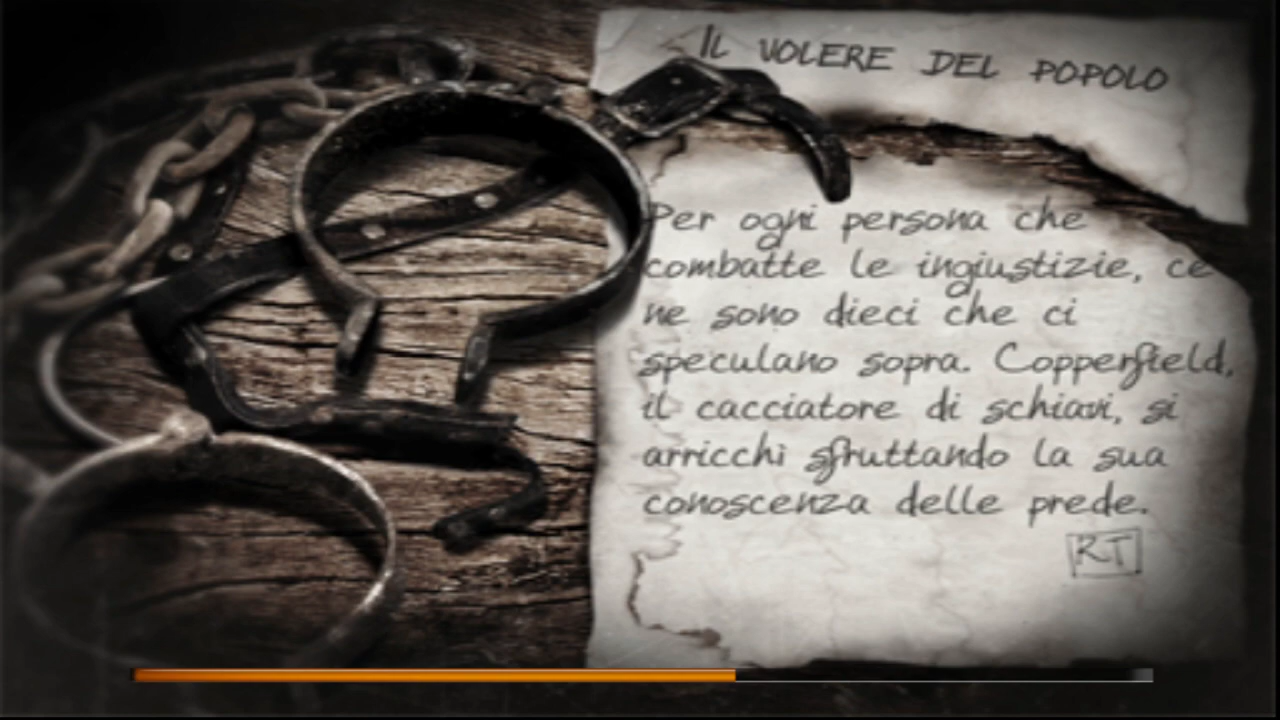 IL VOLERE DEL POPOLO
Per ogni persona che
combatte le ingiustizie, ce
ne sono dieci che ci
speculano sopra. Copperfield,
il cacciatore di schiavi, si
arricchì sfruttando la sua
conoscenza delle prede.
RT